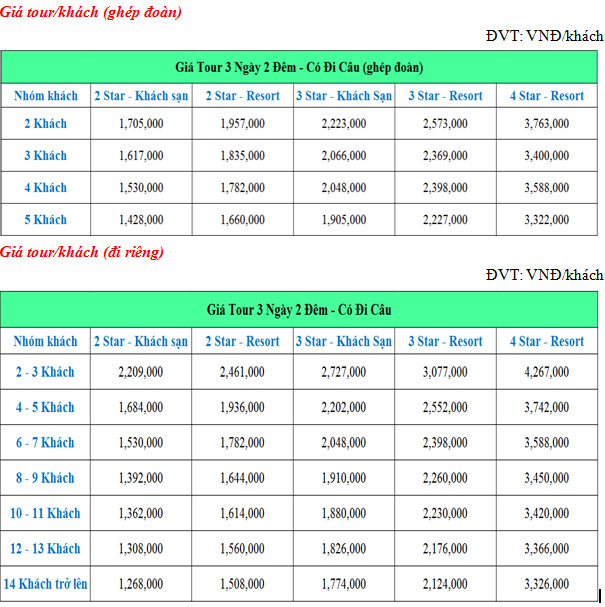 Giá tour/khách (ghép đoàn)
ĐVT: VNĐ/khách
Giá Tour 3 Ngày 2 Đêm - Có Đi Câu (ghép đoàn)
Nhóm khách 2 Star - Khách sạn 2 Star - Resort 3 Star - Khách Sạn 3 Star - Resort 4 Star - Resort
2 Khách 1,705,000 1,957,000 2,223,000 2,573,000 3,763,000
3 Khách 1,617,000 1,835,000 2,066,000 2,369,000 3,400,000
4 Khách 1,530,000 1,782,000 2,048,000 2,398,000 3,588,000
5 Khách 1,428,000 1,660,000 1,905,000 2,227,000 3,322,000
Giá tour/khách (đi riêng)
ĐVT: VNĐ/khách
Giá Tour 3 Ngày 2 Đêm - Có Đi Câu
Nhóm khách 2 Star - Khách sạn 2 Star - Resort 3 Star - Khách Sạn 3 Star - Resort 4 Star - Resort
2 - 3 Khách 2,209,000 2,461,000 2,727,000 3,077,000 4,267,000
4 - 5 Khách 1,684,000 1,936,000 2,202,000 2,552,000 3,742,000
6 - 7 Khách 1,530,000 1,782,000 2,048,000 2,398,000 3,588,000
8 - 9 Khách 1,392,000 1,644,000 1,910,000 2,260,000 3,450,000
10 - 11 Khách 1,362,000 1,614,000 1,880,000 2,230,000 3,420,000
12 - 13 Khách 1,308,000 1,560,000 1,826,000 2,176,000 3,366,000
14 Khách trở lên 1,268,000 1,508,000 1,774,000 2,124,000 3,326,000